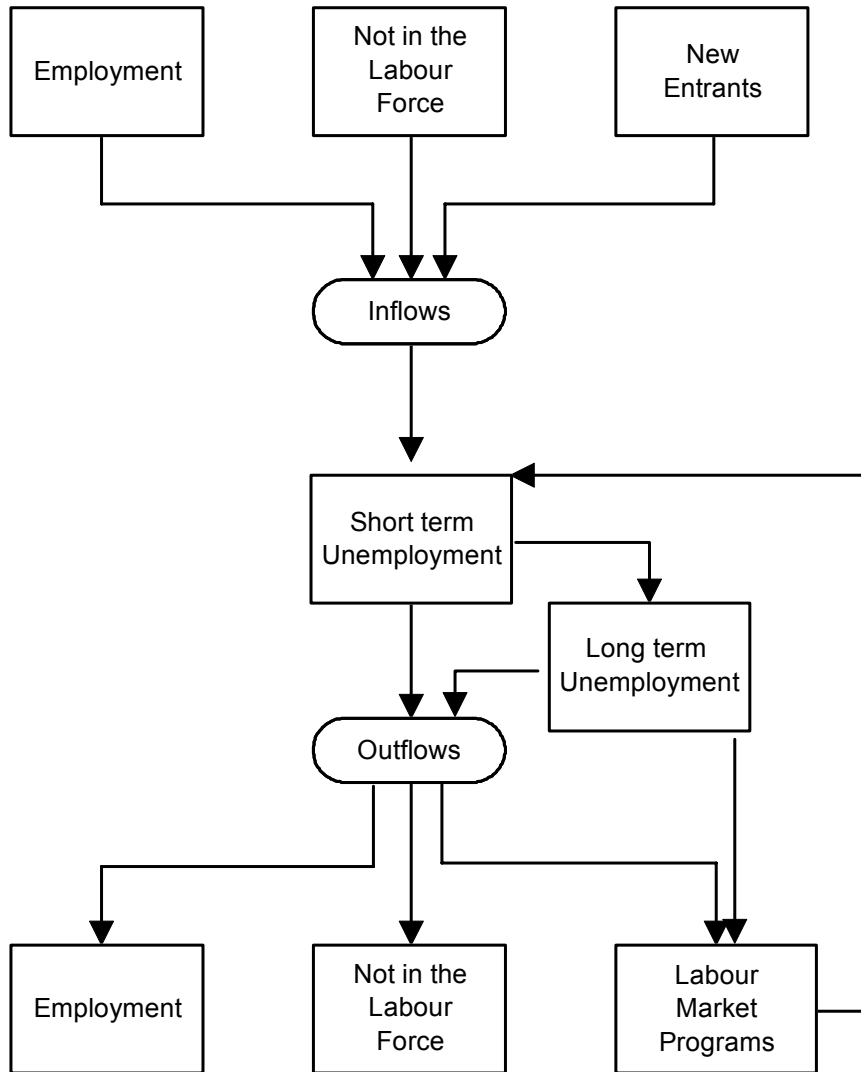 Employment
Not in the
Labour
Force
New
Entrants
Inflows
Short term
Unemployment
Long term
Unemployment
Outflows
Employment
Not in the
Labour
Force
Labour
Market
Programs